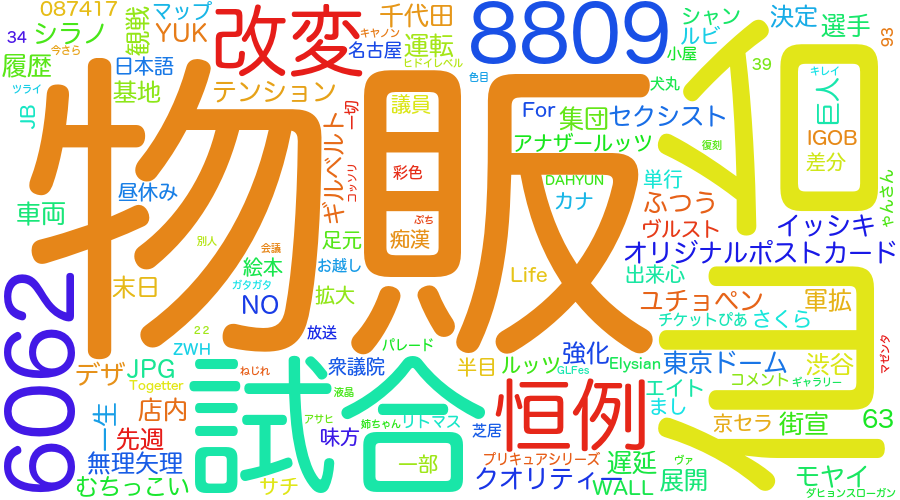 087417
マップ
改変
千代田
8809
シャン
決定
34
シラノ
観戦
YUK
キヤノン
ルビ
選手
93
今さら
名古屋
運転
小屋
イロ
履歴
日本語
ヒドイレベル
39
ツライ
基地
テンション
色目
犬丸
キレイ
JB
物販
議員
For
集団
セクシスト
巨人
IGOB
一切
アナザールッツ
復刻
差分
ギルベルト
コッソリ
彩色
DAHYUN
単行
ゃんさん
昼休み
カナ
ふつう
車両
ぷち
ヴルスト
イッシキ
別人
会議
足元
痴漢
オリジナルポストカード
6062
絵本
お越し
Life
出来心
ヨイ
末日
ガタガタ
NO
拡大
ユチョペン
軍拡
22
放送
チケットぴあ
さくら
ZWH
パレード
強化
マゼンタ
デザ
JPG
ねじれ
衆議院
半目
ルッツ
Elysian
東京ドーム
渋谷
Togetter
試合
GLFes
コメント
ギャラリー
液晶
恒例
エイト
一生
店内
アサヒ
姉ちゃん
リトマス
まし
京セラ
街宣
63
先週
味方
芝居
無理矢理
一部
プリキュアシリーズ
遅延
ヴァ
モヤイ
むちっこい
サチ
クオリティー
WALL
展開
ダヒョンスローガン